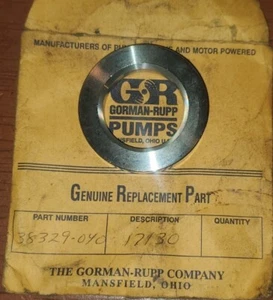 MANUFACTURERS OF PU AND MOTOR POWERED
GR
GORMAN-RUPP
PUMPS
MANSFIELD, OHIO U.
GENUINE REPLACEMENT PART
PART NUMBER DESCRIPTION QUANTITY
38329-040 17130
THE GORMAN-RUPP COMPANY
MANSFIELD, OHIO